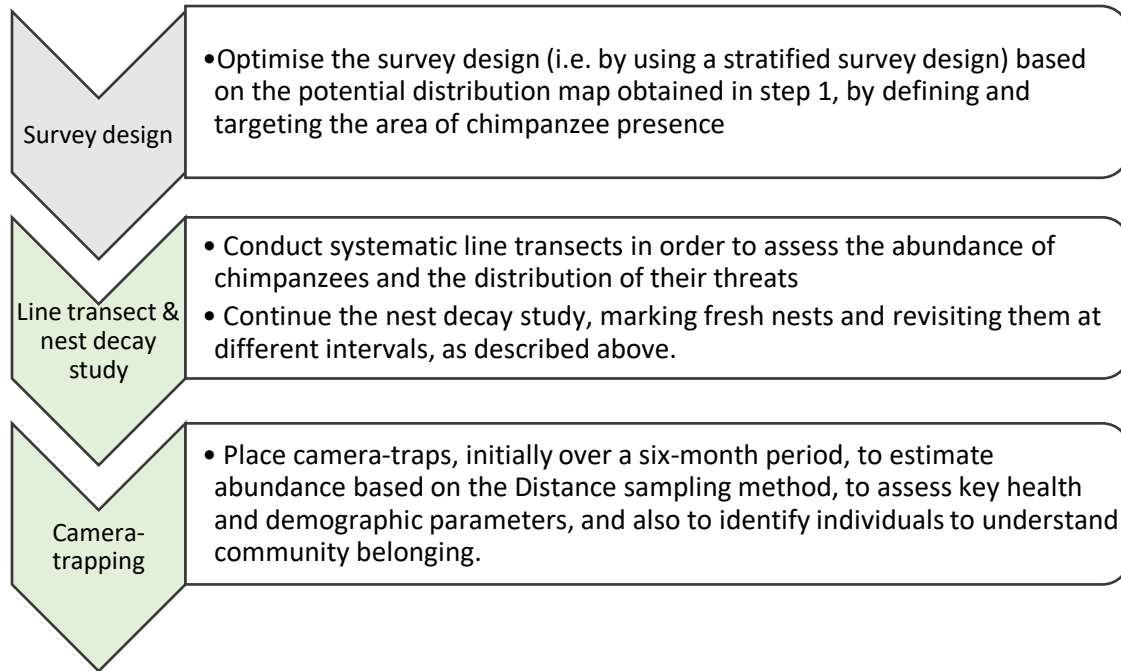 Survey design
•Optimise the survey design (i.e. by using a stratified survey design) based
on the potential distribution map obtained in step 1, by defining and
targeting the area of chimpanzee presence
Line transect &
nest decay
study
• Conduct systematic line transects in order to assess the abundance of
chimpanzees and the distribution of their threats
• Continue the nest decay study, marking fresh nests and revisiting them at
different intervals, as described above.
Camera-
trapping
• Place camera-traps, initially over a six-month period, to estimate
abundance based on the Distance sampling method, to assess key health
and demographic parameters, and also to identify individuals to understand
community belonging.